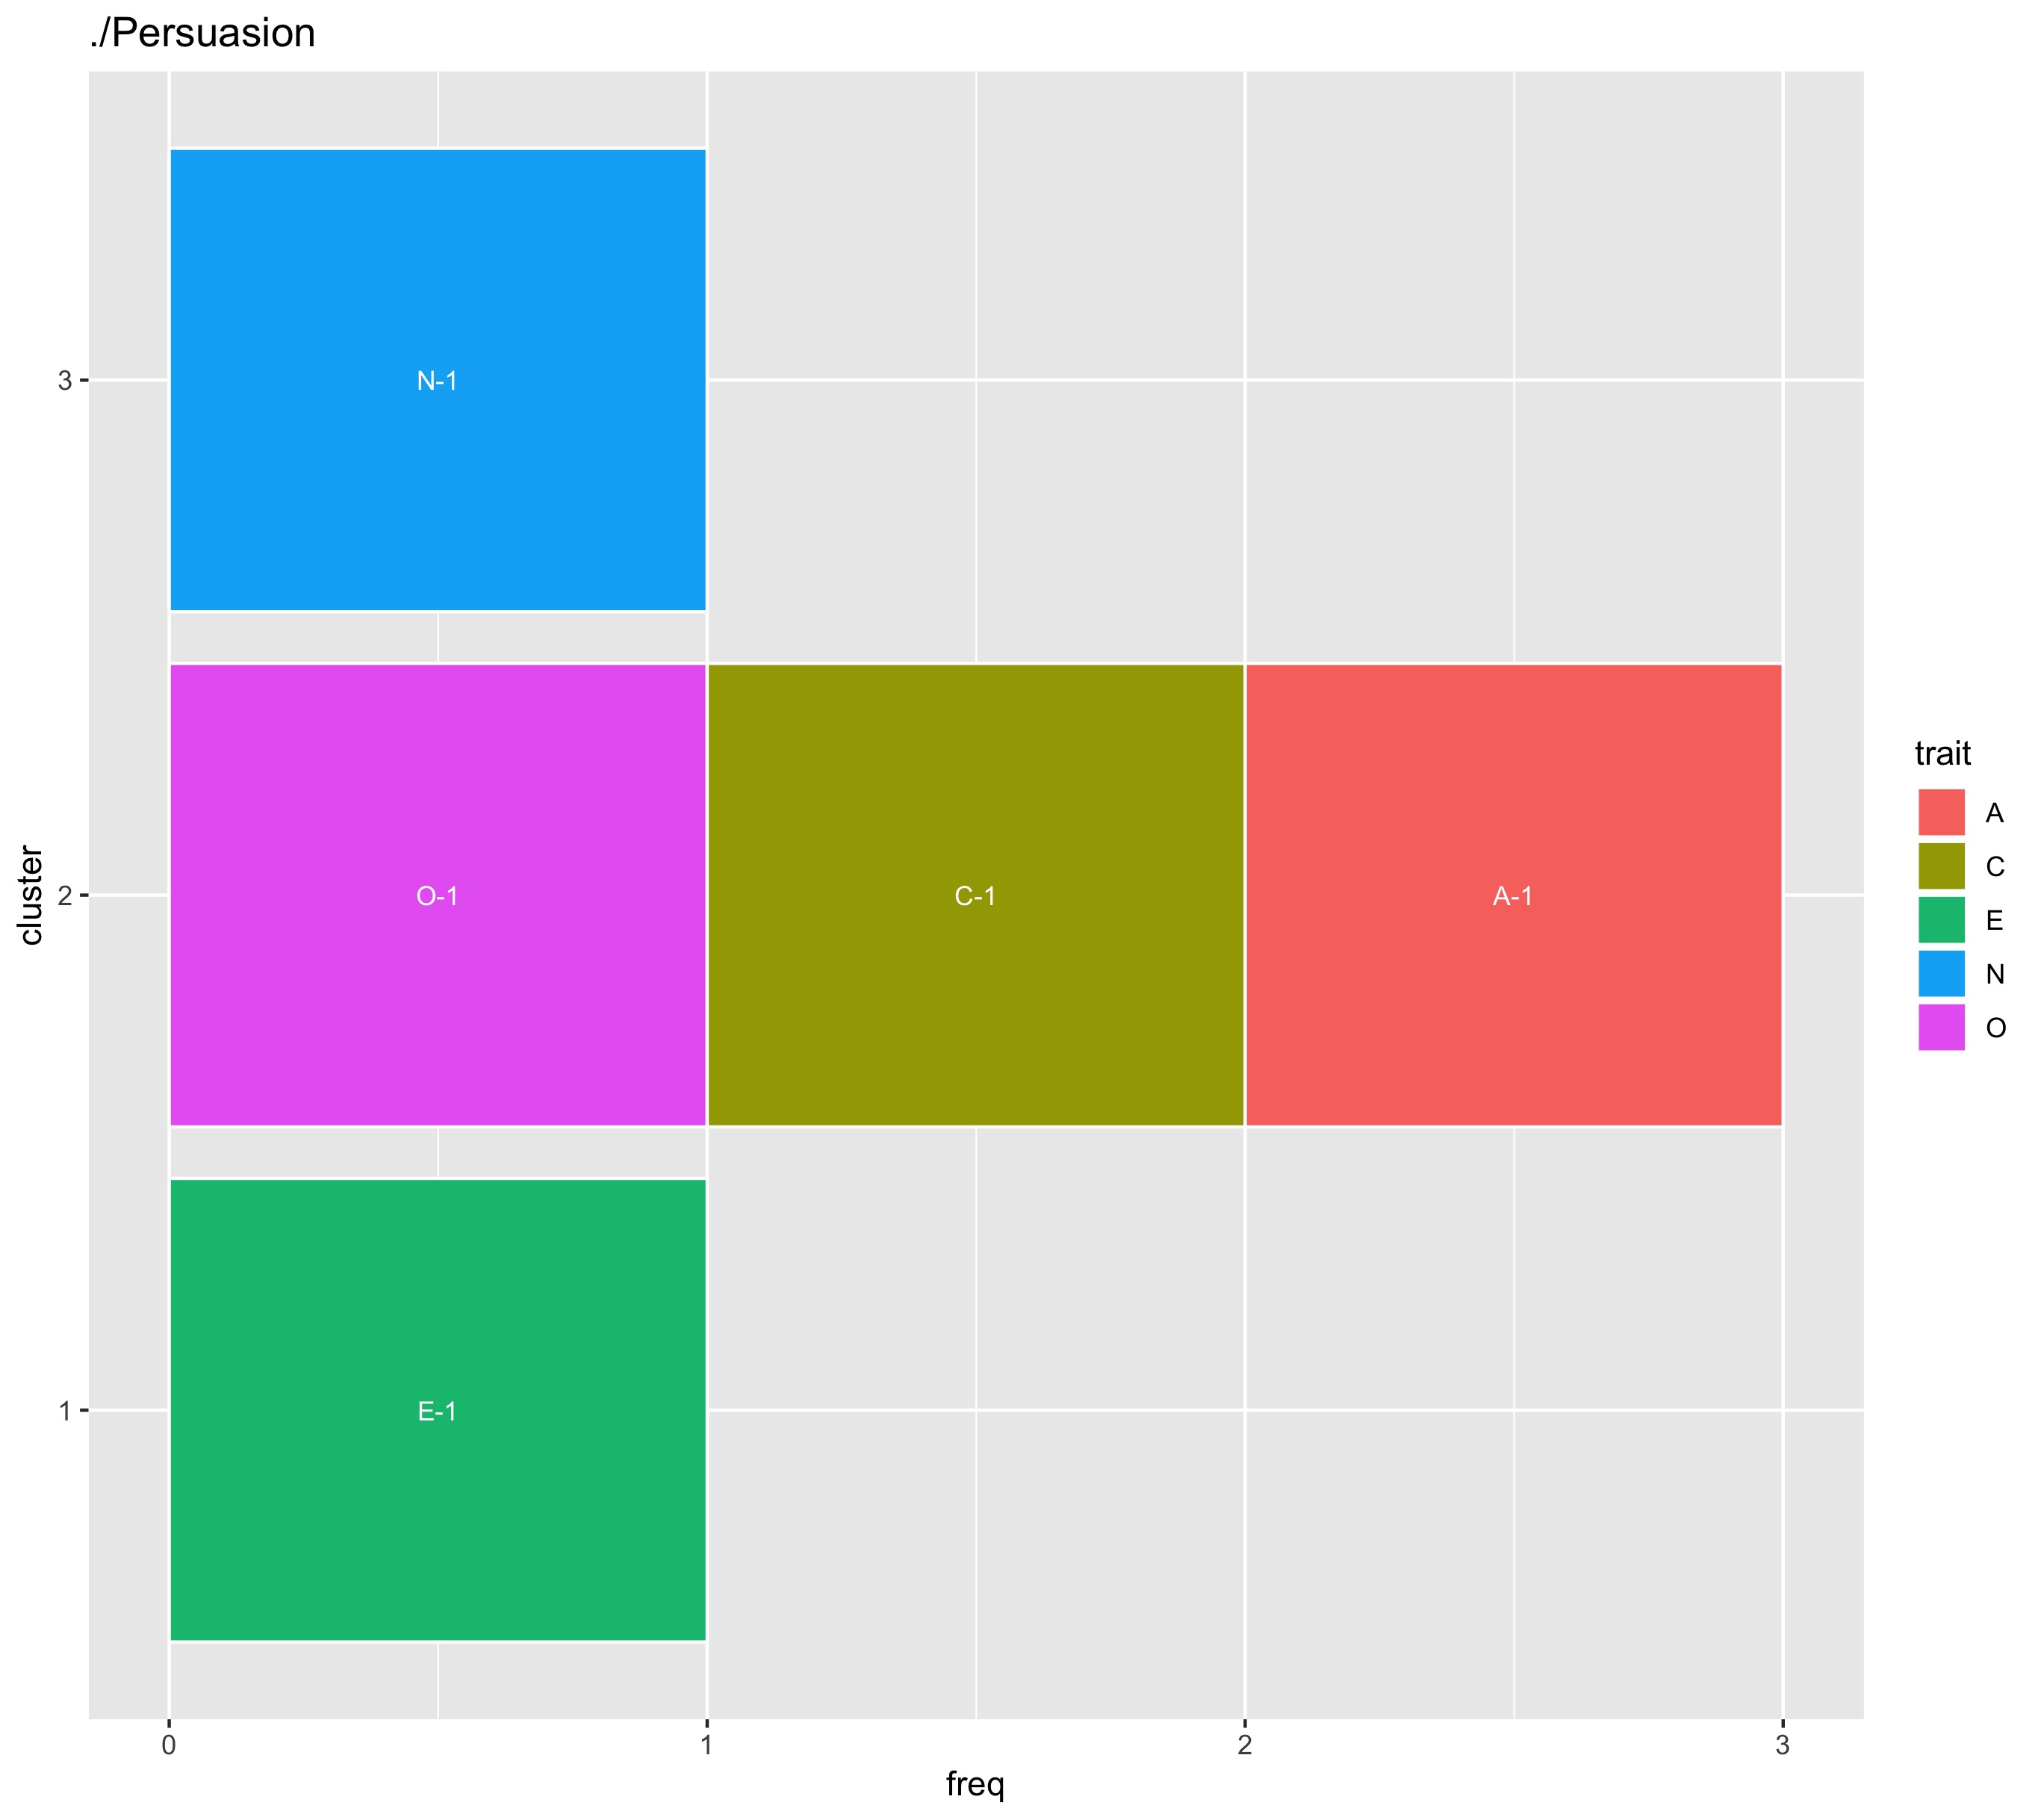 ./Persuasion
3
2
1
cluster
N-1
O-1 C-1 A-1
E-1
0 1 2 3
freq
trait
A
C
E
N
O